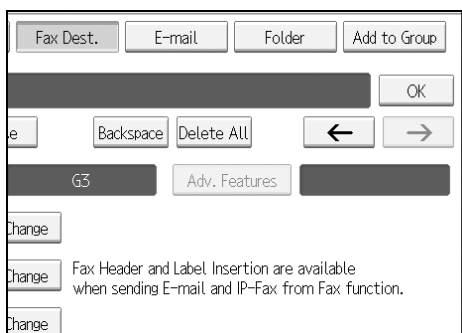 Fax Dest. E-mail Folder Add to Group
OK
Backspace Delete All ← →
G3 Adv. Features
Change
Change Fax Header and Label Insertion are available
when sending E-mail and IP-Fax from Fax function.
Change